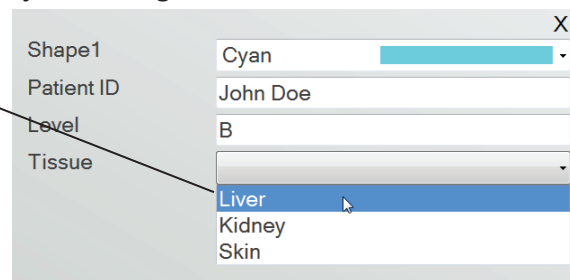 X
Shape1 Cyan
Patient ID John Doe
Level B
Tissue
Liver
Kidney
Skin